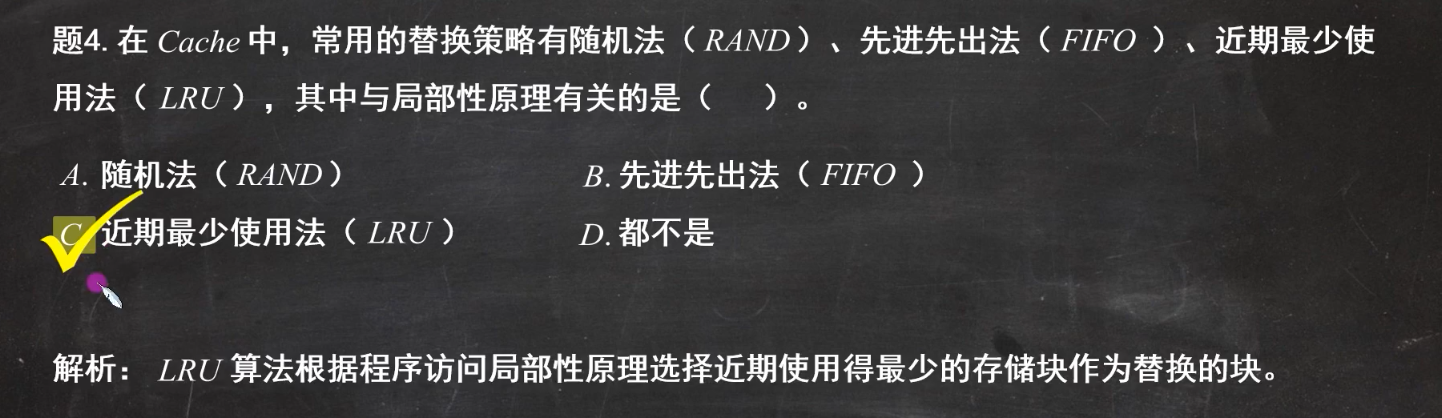 题4. 在 Cache 中，常用的替换策略有随机法（RAND）、先进先出法（FIFO）、近期最少使
用法（LRU），其中与局部性原理有关的是（ ）。
A. 随机法（RAND） B. 先进先出法（FIFO）
C. 近期最少使用法（LRU） D. 都不是
解析： LRU 算法根据程序访问局部性原理选择近期使用得最少的存储块作为替换的块。